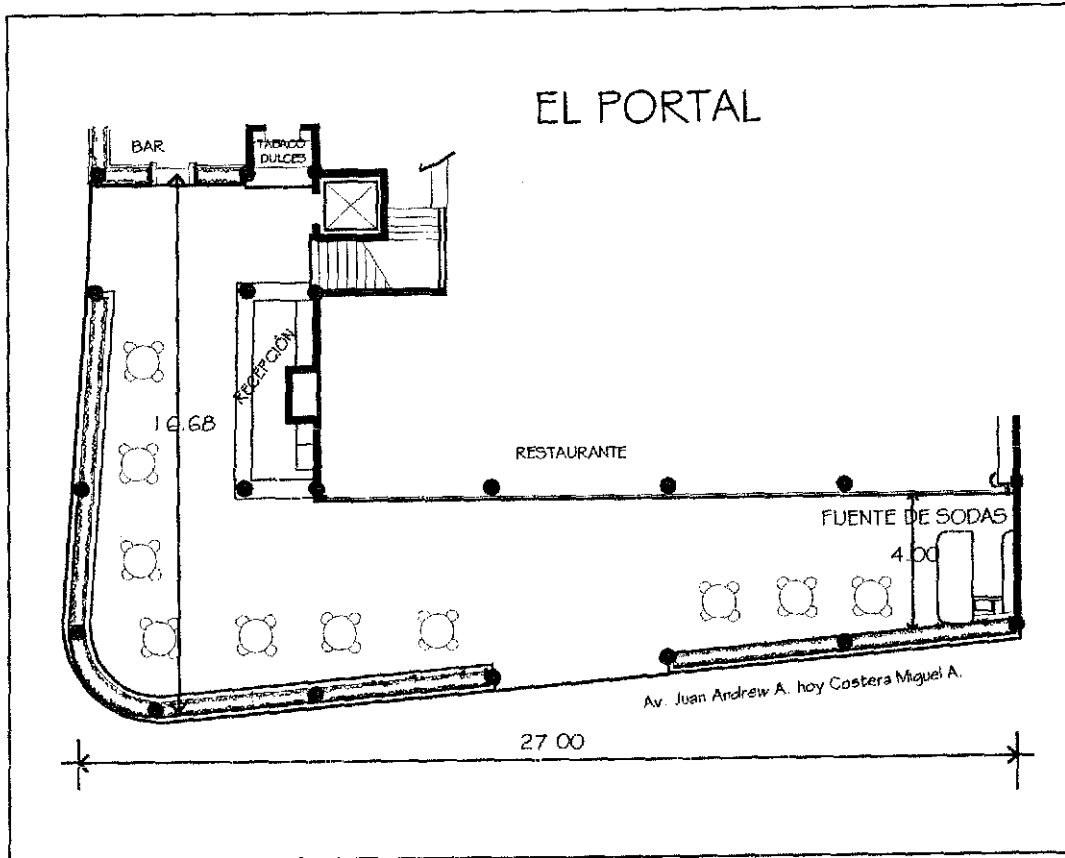 EL PORTAL
BAR
TABACO
DULCES
RECEPCIÓN
16.68
RESTAURANTE
FUENTE DE SODAS
4.00
Av. Juan Andrew A. hoy Costera Miguel A.
27 00